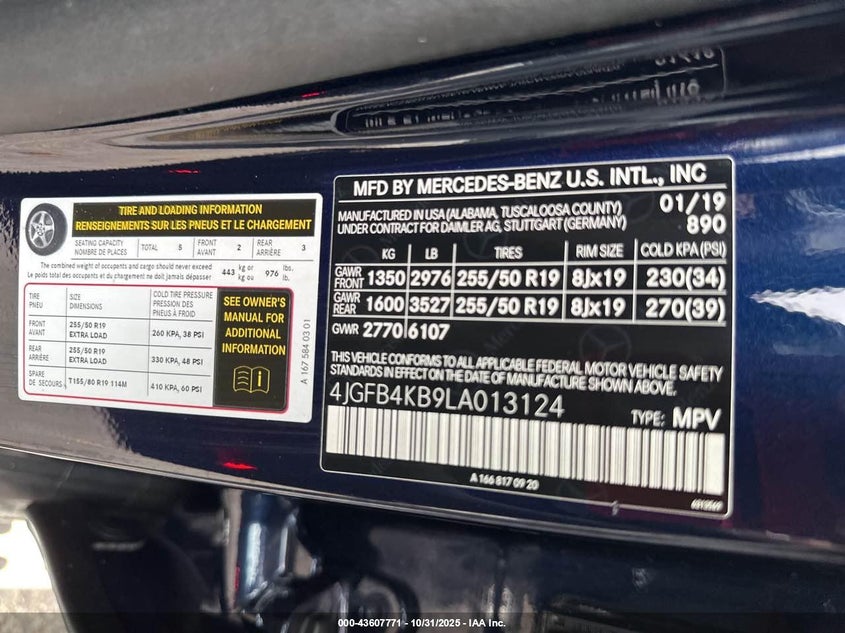 TIRE AND LOADING INFORMATION
RENSEIGNEMENTS SUR LES PNEUS ET LE CHARGEMENT
SEATING CAPACITY
NOMBRE DE PLACES
TOTAL 5
FRONT
AVANT 2
REAR
ARRIÈRE 3
The combined weight of occupants and cargo should never exceed
Le poids total des occupants et du chargement ne doit jamais dépasser
443 kg or 976 lbs.
kg ou lb.
TIRE
PNEU
SIZE
DIMENSIONS
COLD TIRE PRESSURE
PRESSION DES
PNEUS À FROID
FRONT
AVANT
255/50 R19
EXTRA LOAD
260 KPA, 38 PSI
REAR
ARRIÈRE
255/50 R19
EXTRA LOAD
330 KPA, 48 PSI
SPARE
DE SECOURS
T155/80 R19 114M
410 KPA, 60 PSI
SEE OWNER'S
MANUAL FOR
ADDITIONAL
INFORMATION
A 167 584 03 01
MFD BY MERCEDES-BENZ U.S. INTL., INC
MANUFACTURED IN USA (ALABAMA, TUSCALOOSA COUNTY) 01/19
UNDER CONTRACT FOR DAIMLER AG, STUTTGART (GERMANY) 890
KG LB TIRES RIM SIZE COLD KPA (PSI)
GAWR
FRONT 1350 2976 255/50 R19 8Jx19 230(34)
GAWR
REAR 1600 3527 255/50 R19 8Jx19 270(39)
GWR 2770 6107
THIS VEHICLE CONFORMS TO ALL APPLICABLE FEDERAL MOTOR VEHICLE SAFETY
STANDARDS IN EFFECT ON THE DATE OF MANUFACTURE SHOWN ABOVE.
4JGFB4KB9LA013124
TYPE: MPV
A 166 817 09 20
000-43607771 - 10/31/2025 - IAA Inc.